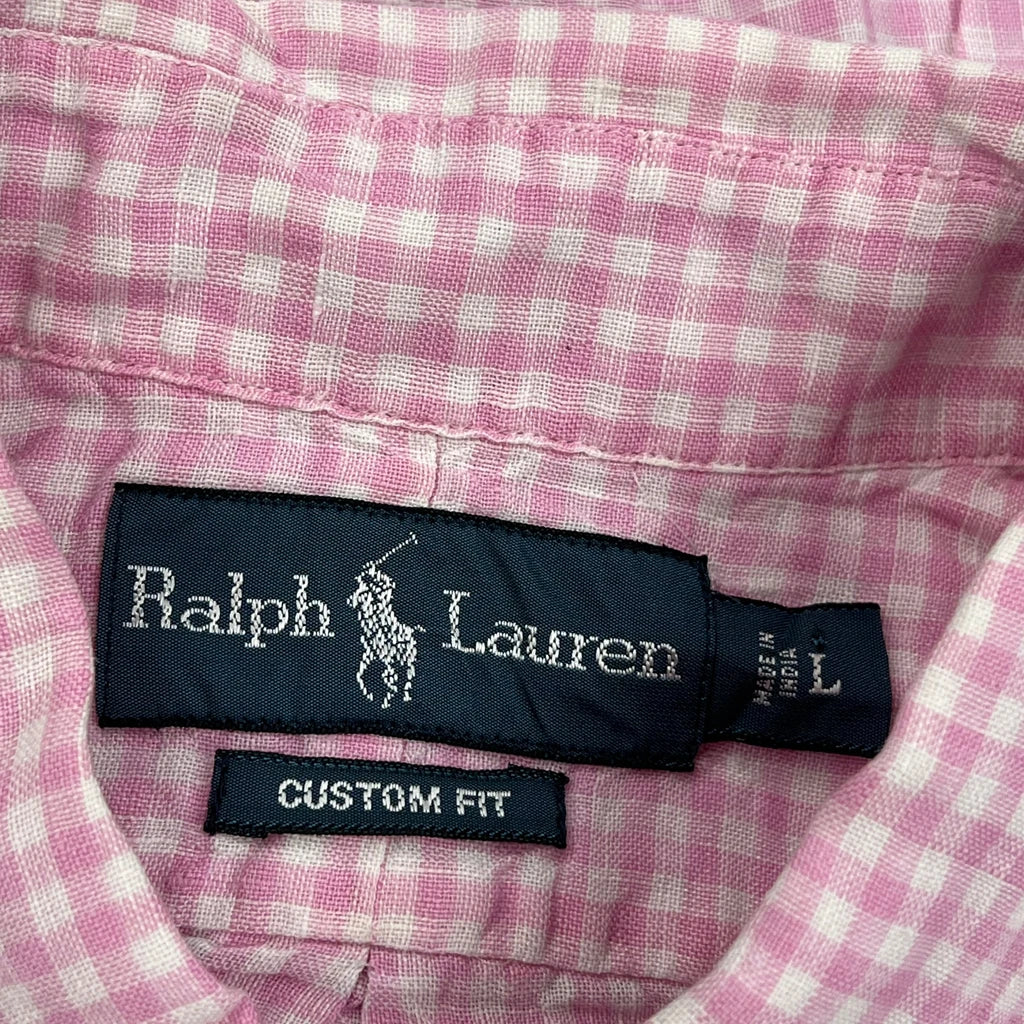 Ralph Lauren
MADE IN
INDIA
L
CUSTOM FIT